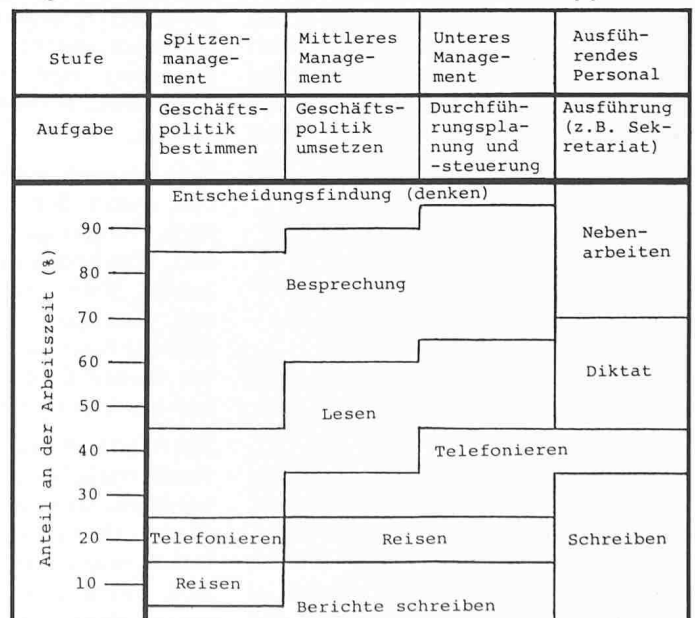 Stufe
Spitzen-
manage-
ment
Mittleres
Manage-
ment
Unteres
Manage-
ment
Ausfüh-
rendes
Personal
Aufgabe
Geschäfts-
politik
bestimmen
Geschäfts-
politik
umsetzen
Durchfüh-
rungspla-
nung und
-steuerung
Ausführung
(z.B. Sek-
retariat)
Anteil an der Arbeitszeit (%)
90
80
70
60
50
40
30
20
10
Entscheidungsfindung (denken)
Neben-
arbeiten
Besprechung
Diktat
Lesen
Telefonieren
Telefonieren
Reisen
Schreiben
Reisen
Berichte schreiben